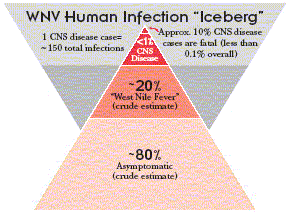 WNV Human Infection "Iceberg"
1 CNS disease case=
~150 total infections
Approx. 10% CNS disease
cases are fatal (less than
0.1% overall)
<1%
CNS
Disease
~20%
"West Nile Fever"
(crude estimate)
~80%
Asymptomatic
(crude estimate)